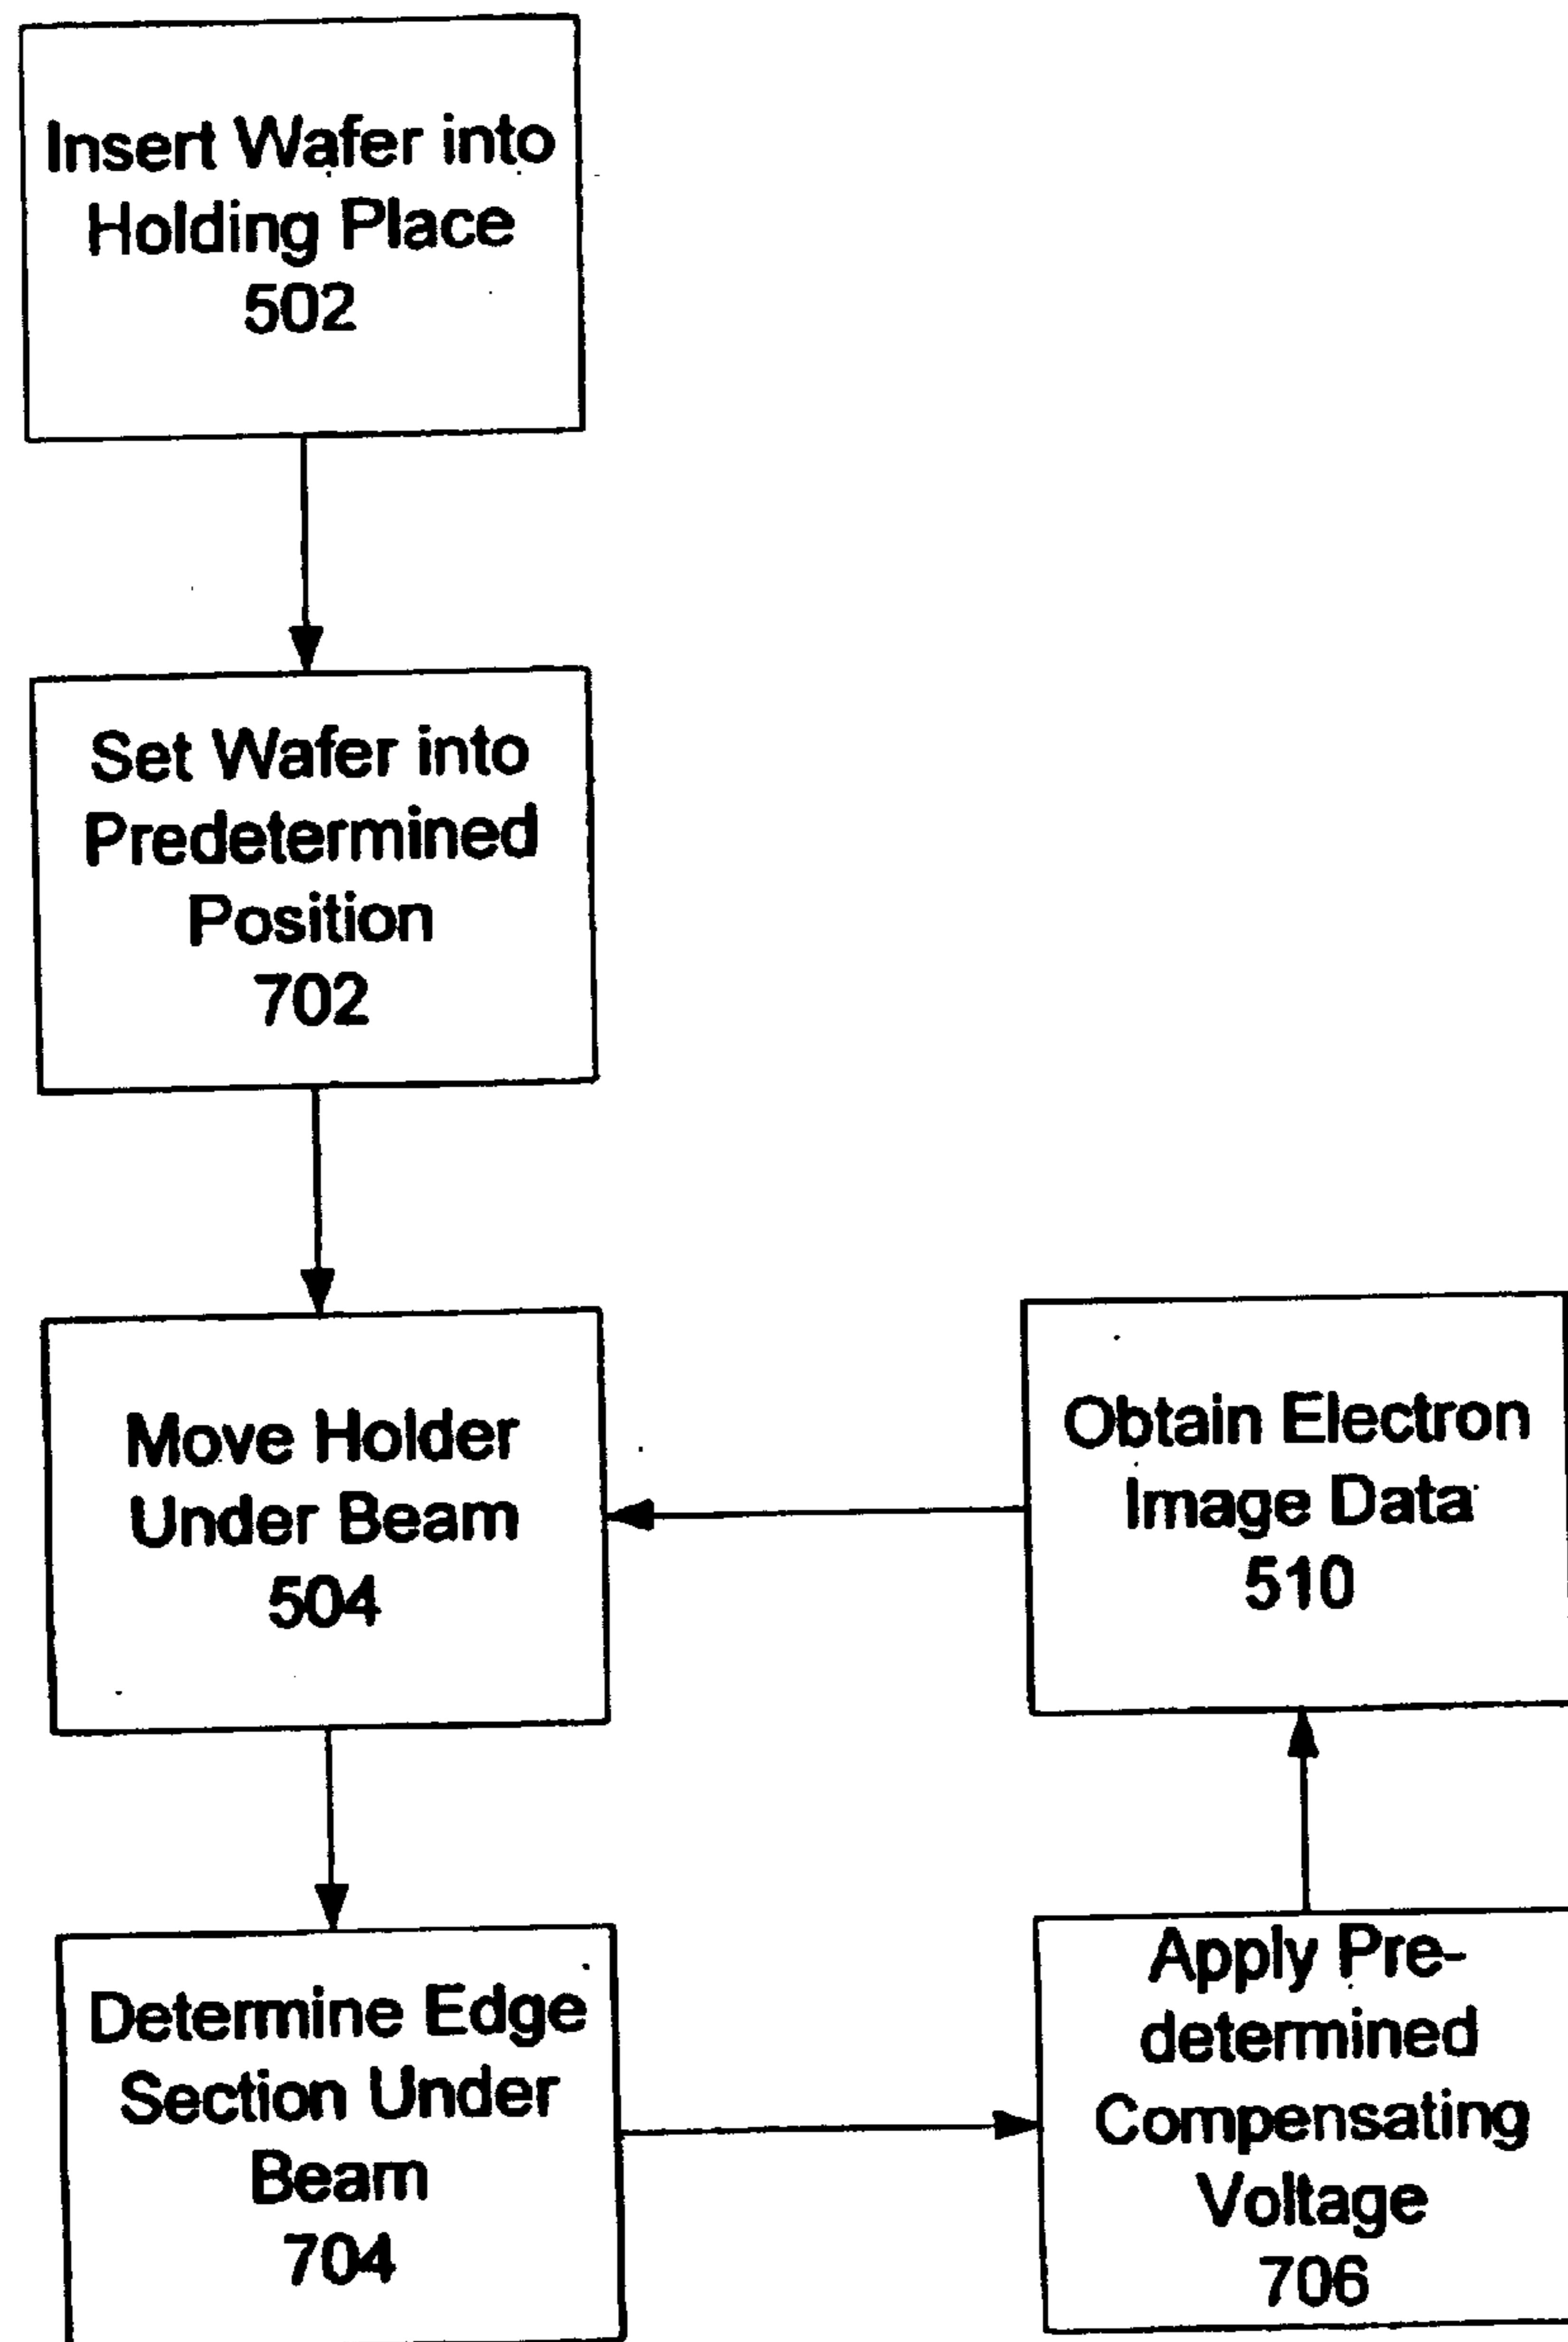 Insert Wafer into
Holding Place
502
Set Wafer into
Predetermined
Position
702
Move Holder
Under Beam
504
Determine Edge
Section Under
Beam
704
Apply Pre-
determined
Compensating
Voltage
706
Obtain Electron
Image Data
510